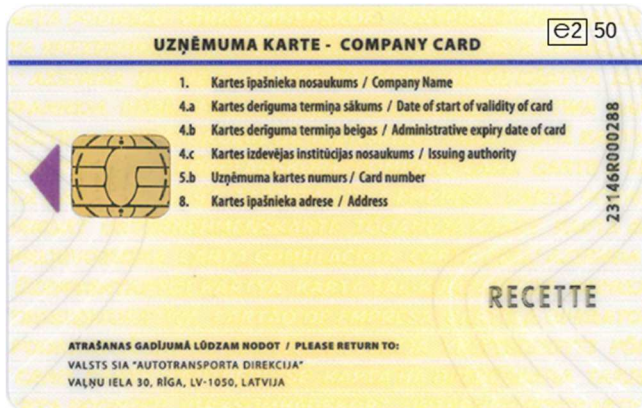 e2 50
UZŅĒMUMA KARTE - COMPANY CARD
1. Kartes īpašnieka nosaukums / Company Name
4.a Kartes derīguma termiņa sākums / Date of start of validity of card
4.b Kartes derīguma termiņa beigas / Administrative expiry date of card
4.c Kartes izdevējas institūcijas nosaukums / Issuing authority
5.b Uzņēmuma kartes numurs / Card number
8. Kartes īpašnieka adrese / Address
23146R000288
RECETTE
ATRAŠANAS GADĪJUMĀ LŪDZAM NODOT / PLEASE RETURN TO:
VALSTS SIA "AUTOTRANSPORTA DIREKCIJA"
VAĻŅU IELA 30, RĪGA, LV-1050, LATVIJA